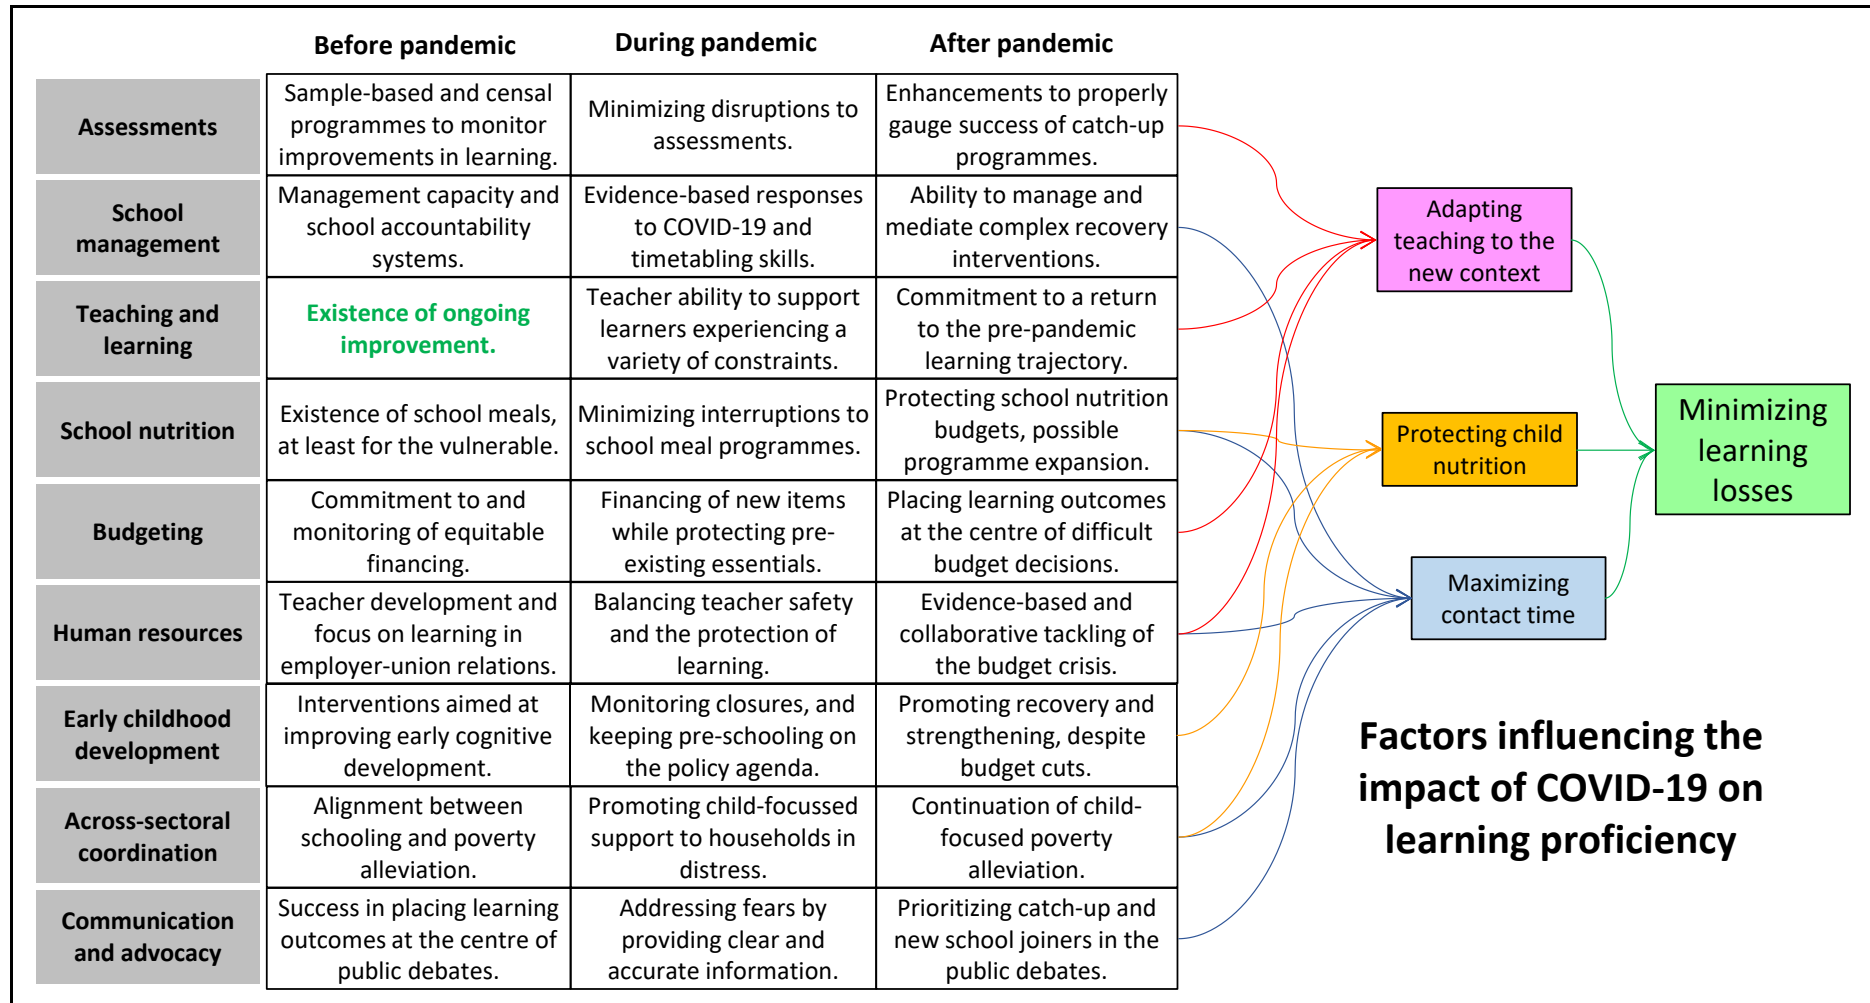 Before pandemic
During pandemic
After pandemic
Assessments
Sample-based and censal
programmes to monitor
improvements in learning.
Minimizing disruptions to
assessments.
Enhancements to properly
gauge success of catch-up
programmes.
School
management
Management capacity and
school accountability
systems.
Evidence-based responses
to COVID-19 and
timetabling skills.
Ability to manage and
mediate complex recovery
interventions.
Teaching and
learning
Existence of ongoing
improvement.
Teacher ability to support
learners experiencing a
variety of constraints.
Commitment to a return
to the pre-pandemic
learning trajectory.
School nutrition
Existence of school meals,
at least for the vulnerable.
Minimizing interruptions to
school meal programmes.
Protecting school nutrition
budgets, possible
programme expansion.
Budgeting
Commitment to and
monitoring of equitable
financing.
Financing of new items
while protecting pre-
existing essentials.
Placing learning outcomes
at the centre of difficult
budget decisions.
Human resources
Teacher development and
focus on learning in
employer-union relations.
Balancing teacher safety
and the protection of
learning.
Evidence-based and
collaborative tackling of
the budget crisis.
Early childhood
development
Interventions aimed at
improving early cognitive
development.
Monitoring closures, and
keeping pre-schooling on
the policy agenda.
Promoting recovery and
strengthening, despite
budget cuts.
Across-sectoral
coordination
Alignment between
schooling and poverty
alleviation.
Promoting child-focussed
support to households in
distress.
Continuation of child-
focused poverty
alleviation.
Communication
and advocacy
Success in placing learning
outcomes at the centre of
public debates.
Addressing fears by
providing clear and
accurate information.
Prioritizing catch-up and
new school joiners in the
public debates.
Adapting
teaching to the
new context
Protecting child
nutrition
Maximizing
contact time
Minimizing
learning
losses
Factors influencing the
impact of COVID-19 on
learning proficiency